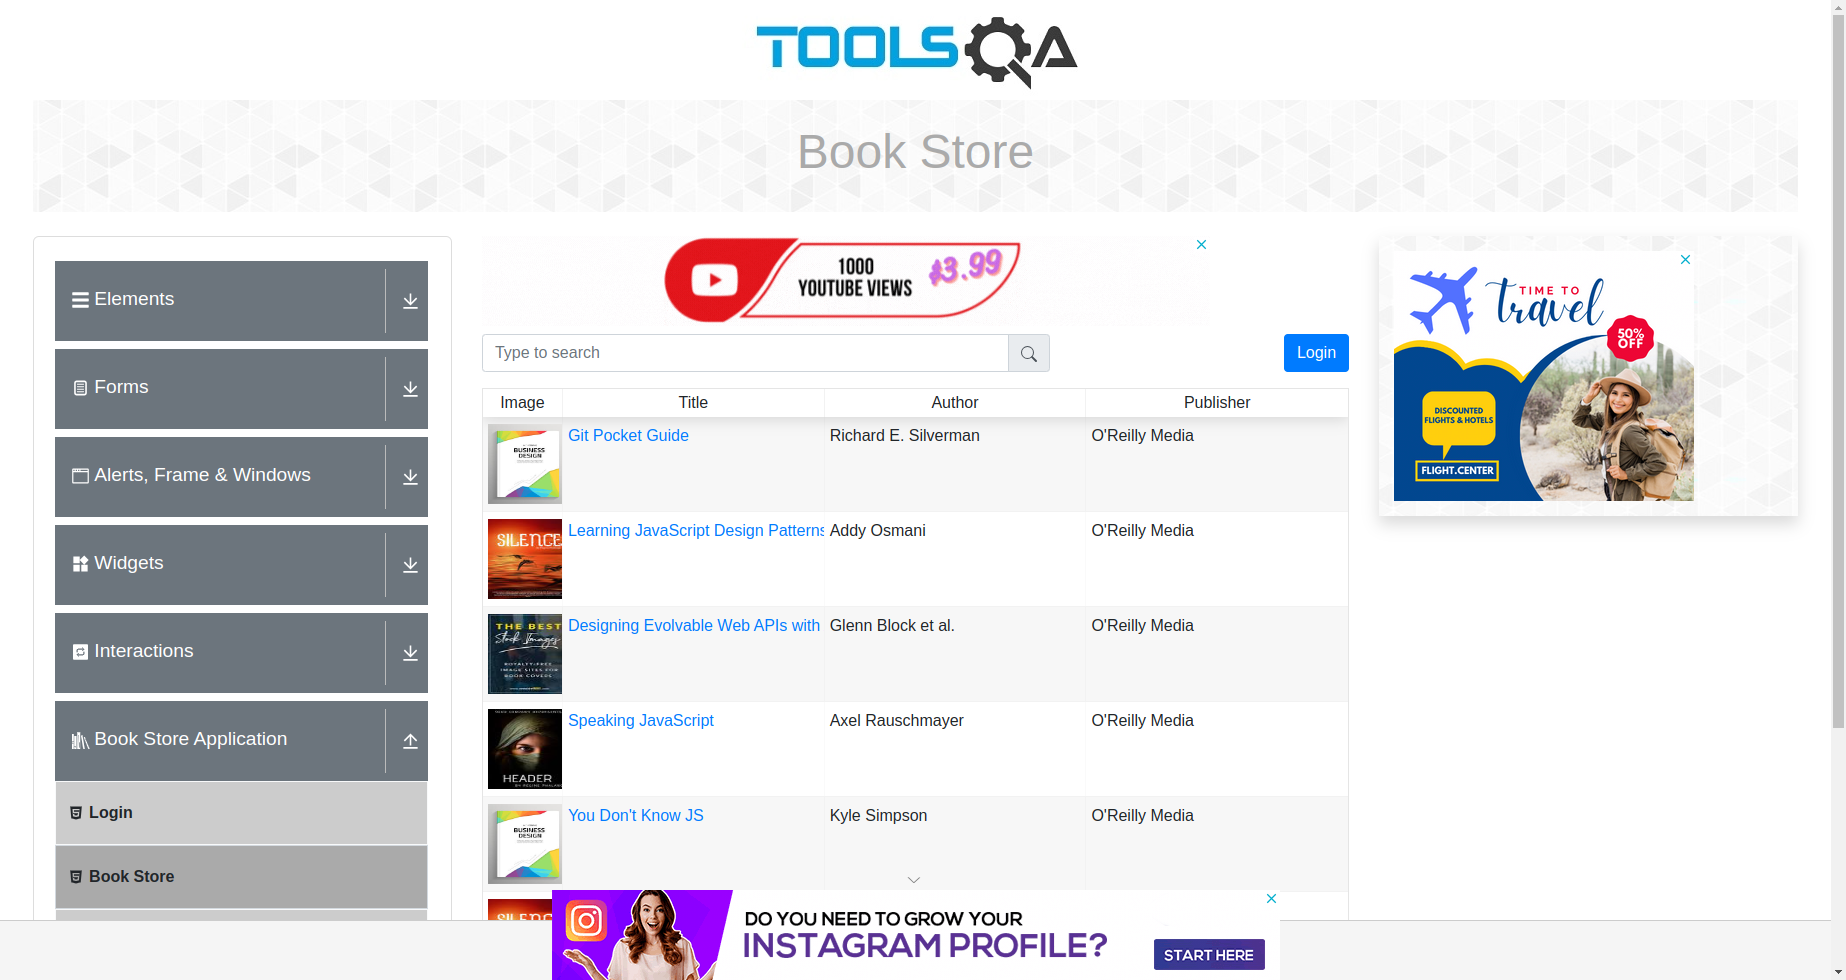 TOOLSQA
Book Store
Elements
Forms
Alerts, Frame & Windows
Widgets
Interactions
Book Store Application
Login
Book Store
1000
YOUTUBE VIEWS
$3.99
Type to search
Login
Image Title Author Publisher
BUSINESS
DESIGN
Git Pocket Guide Richard E. Silverman O'Reilly Media
SILENCE
Learning JavaScript Design Patterns Addy Osmani O'Reilly Media
THE BEST
Stock Images
ROYALTY-FREE
IMAGE SITES FOR
BOOK COVERS
Designing Evolvable Web APIs with Glenn Block et al. O'Reilly Media
HEADER
Speaking JavaScript Axel Rauschmayer O'Reilly Media
BUSINESS
DESIGN
You Don't Know JS Kyle Simpson O'Reilly Media
TIME TO
travel
50%
OFF
DISCOUNTED
FLIGHTS & HOTELS
FLIGHT.CENTER
DO YOU NEED TO GROW YOUR
INSTAGRAM PROFILE?
START HERE